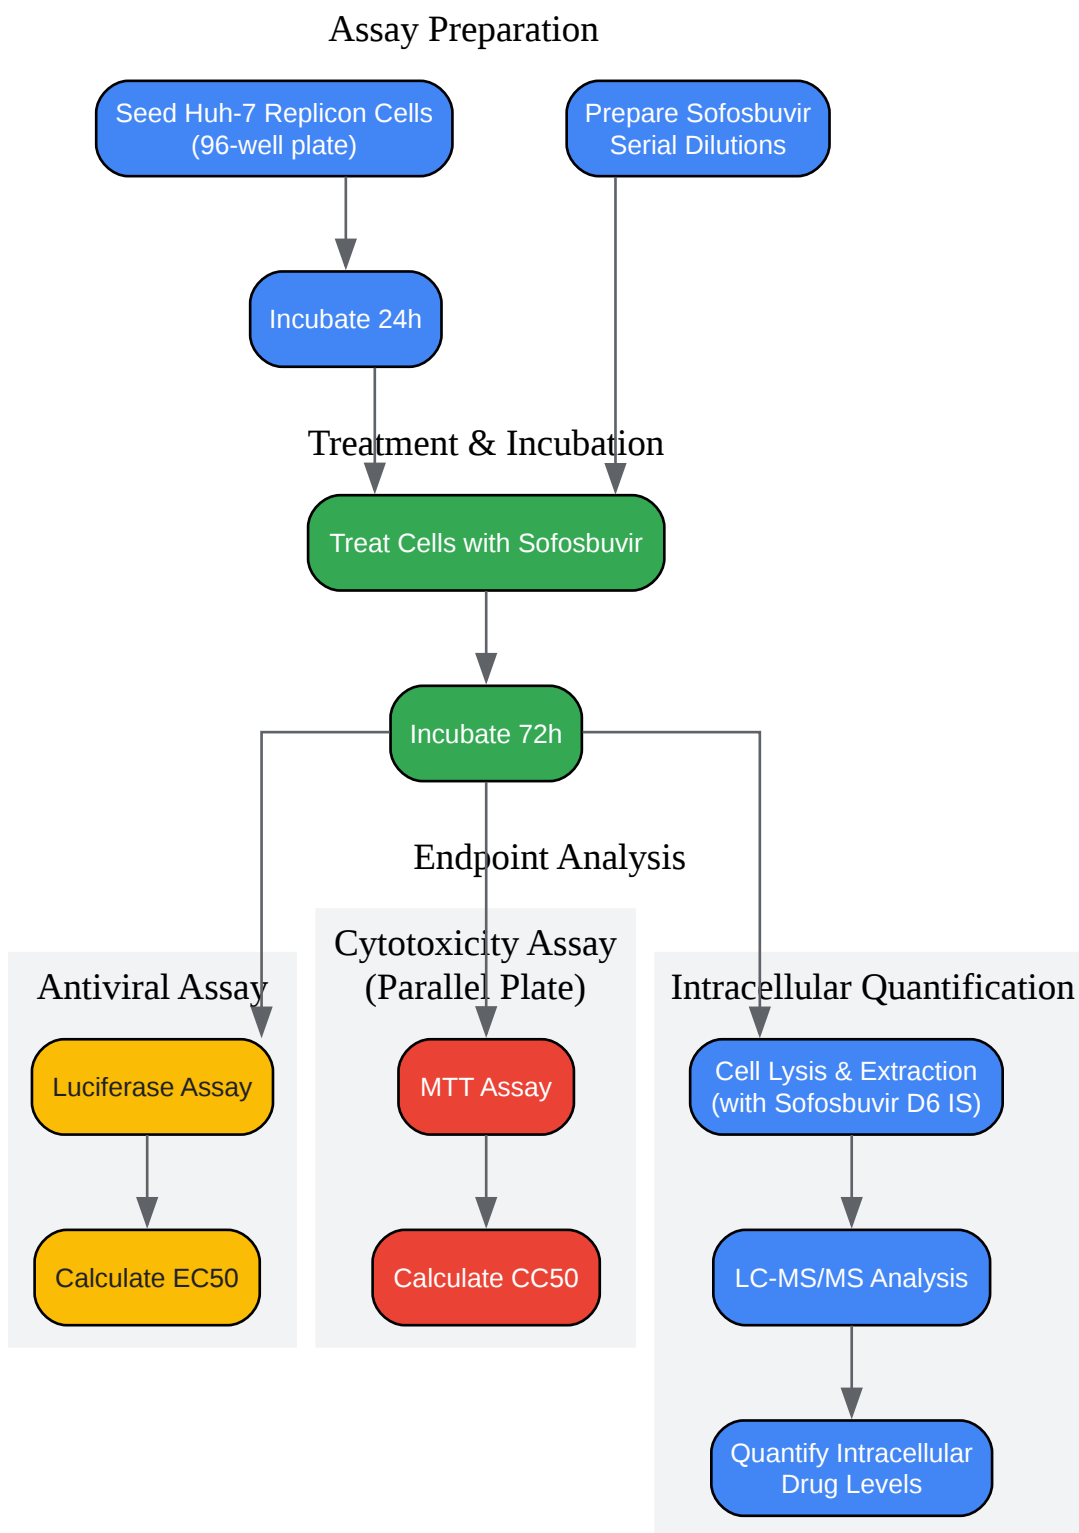 Assay Preparation
Seed Huh-7 Replicon Cells
(96-well plate)
Prepare Sofosbuvir
Serial Dilutions
Incubate 24h
Treatment & Incubation
Treat Cells with Sofosbuvir
Incubate 72h
Endpoint Analysis
Antiviral Assay
Luciferase Assay
Calculate EC50
Cytotoxicity Assay
(Parallel Plate)
MTT Assay
Calculate CC50
Intracellular Quantification
Cell Lysis & Extraction
(with Sofosbuvir D6 IS)
LC-MS/MS Analysis
Quantify Intracellular
Drug Levels